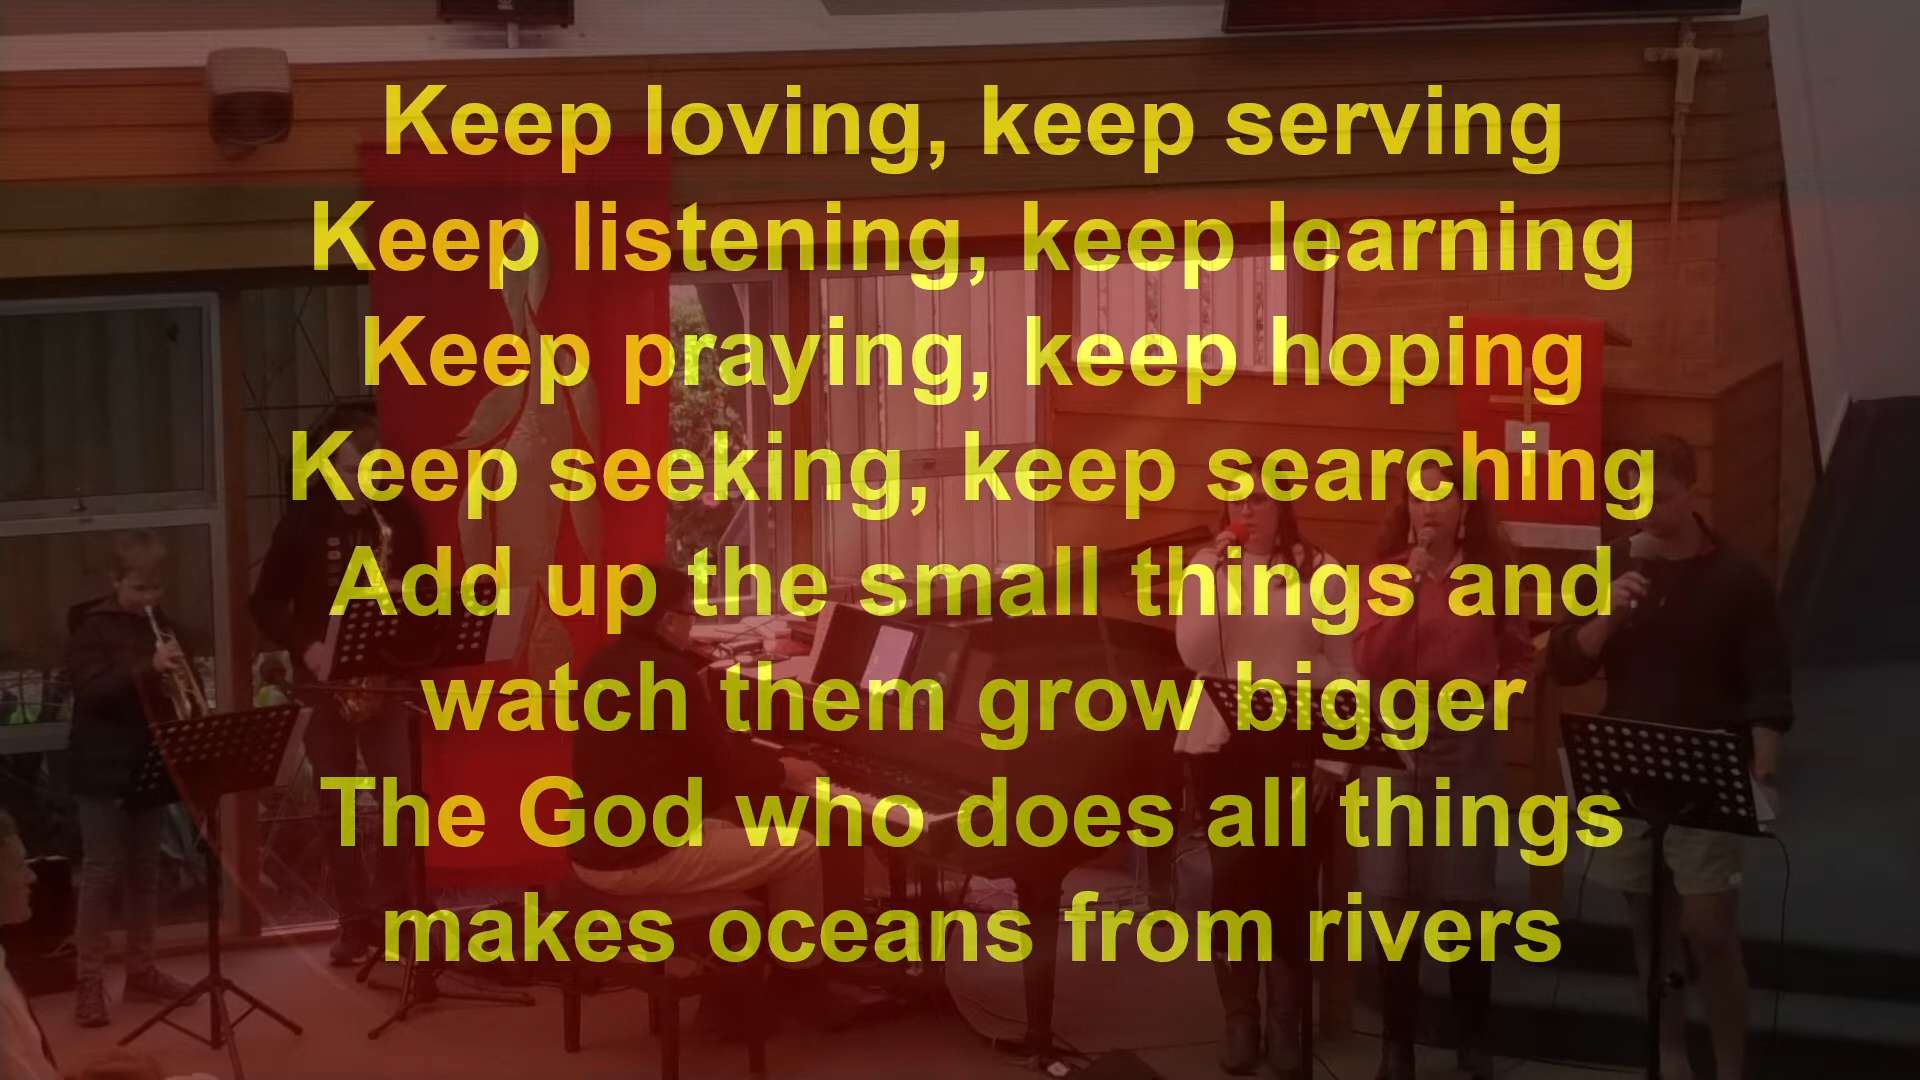 Keep loving, keep serving
Keep listening, keep learning
Keep praying, keep hoping
Keep seeking, keep searching
Add up the small things and
watch them grow bigger
The God who does all things
makes oceans from rivers